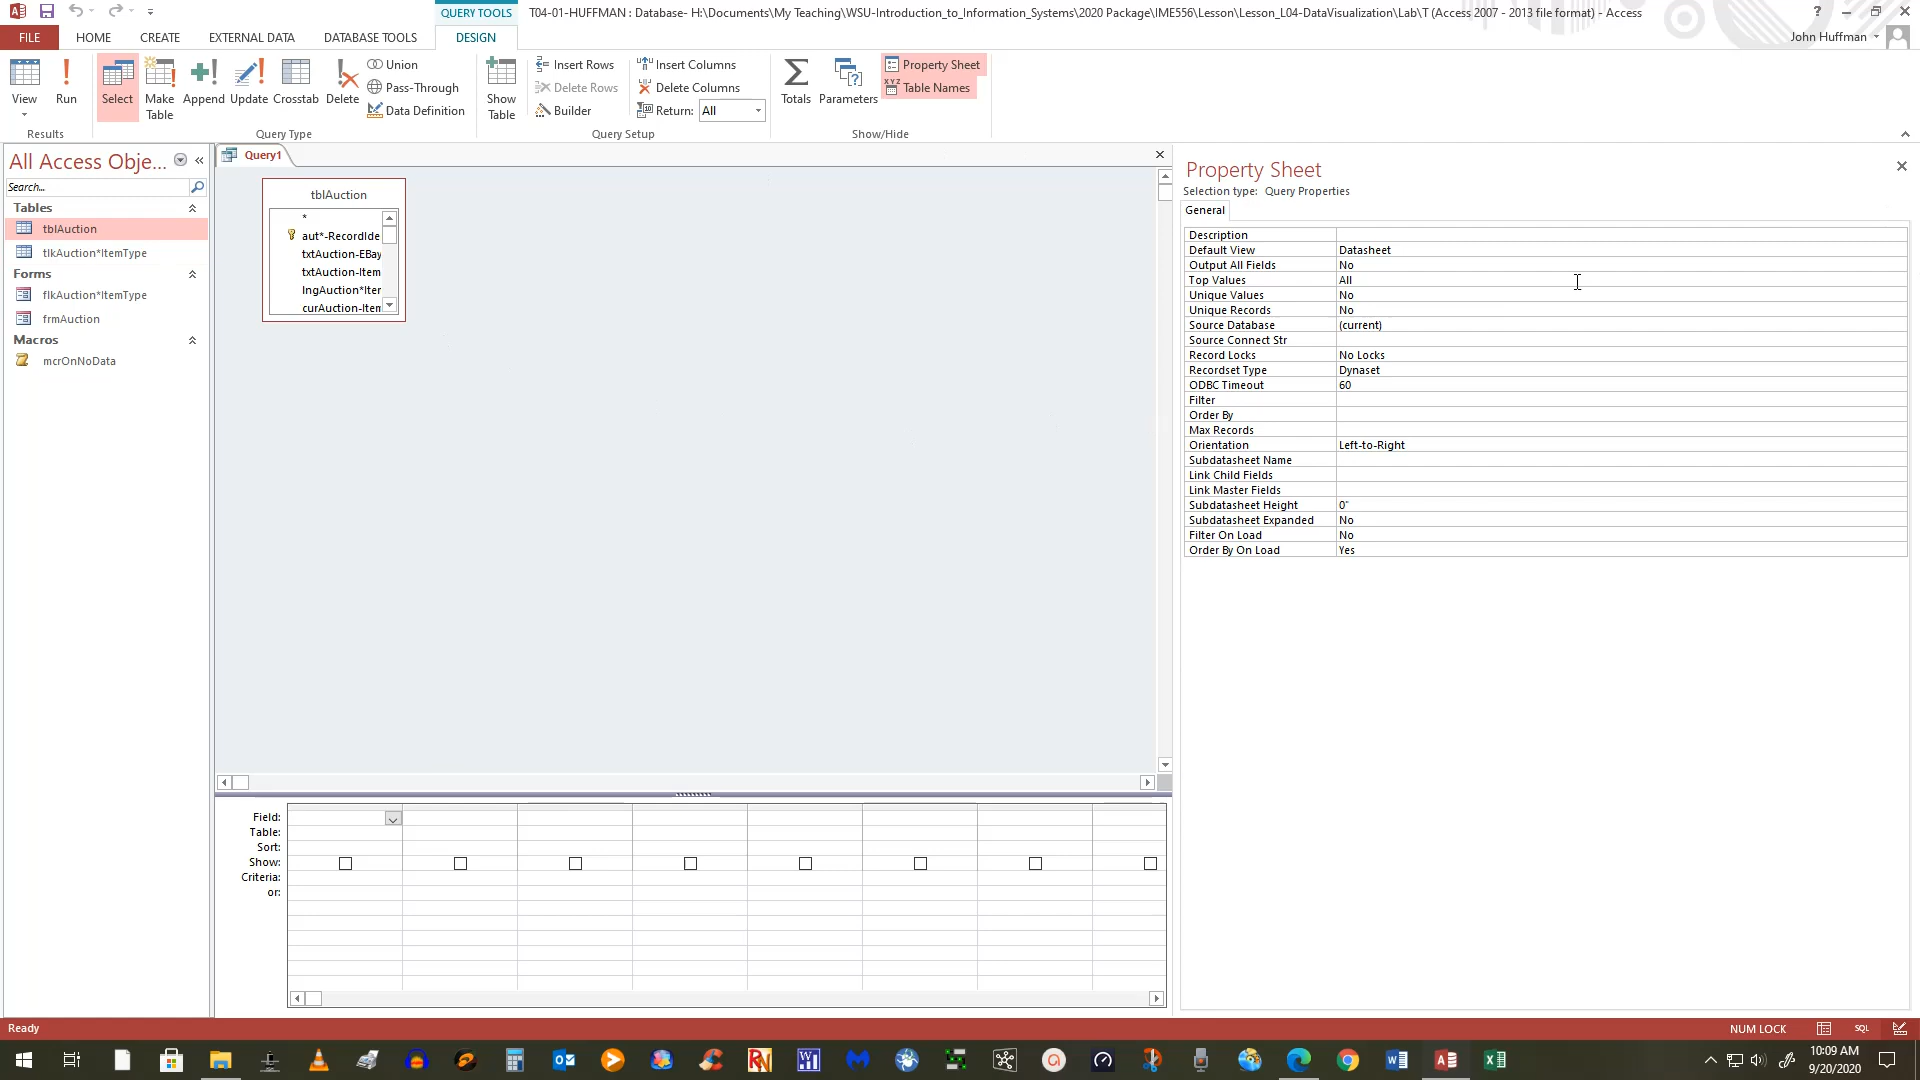 QUERY TOOLS
T04-01-HUFFMAN : Database- H:\Documents\My Teaching\WSU-Introduction_to_Information_Systems\2020 Package\IME556\Lesson\Lesson_L04-DataVisualization\Lab\T (Access 2007 - 2013 file format) - Access
?
FILE
HOME
CREATE
EXTERNAL DATA
DATABASE TOOLS
DESIGN
John Huffman
View
Run
Select
Make
Table
Append
Update
Crosstab
Delete
Union
Pass-Through
Data Definition
Show
Table
Insert Rows
Delete Rows
Builder
Insert Columns
Delete Columns
Return: All
Totals
Parameters
Property Sheet
Table Names
Results
Query Type
Query Setup
Show/Hide
All Access Obje...
Search...
Tables
tblAuction
tlkAuction*ItemType
Forms
flkAuction*ItemType
frmAuction
Macros
mcrOnNoData
Query1
tblAuction
*
aut*-RecordIde
txtAuction-EBay
txtAuction-Item
lngAuction*Iter
curAuction-Iten
Property Sheet
Selection type: Query Properties
General
Description
Default View Datasheet
Output All Fields No
Top Values All
Unique Values No
Unique Records No
Source Database (current)
Source Connect Str
Record Locks No Locks
Recordset Type Dynaset
ODBC Timeout 60
Filter
Order By
Max Records
Orientation Left-to-Right
Subdatasheet Name
Link Child Fields
Link Master Fields
Subdatasheet Height 0"
Subdatasheet Expanded No
Filter On Load No
Order By On Load Yes
Field:
Table:
Sort:
Show:
Criteria:
or:
Ready
NUM LOCK
SQL
10:09 AM
9/20/2020